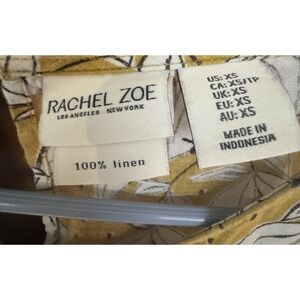 RACHEL ZOE
LOS ANGELES NEW YORK
100% linen
US: XS
CA: XS/TP
UK: XS
EU: XS
AU: XS
MADE IN
INDONESIA